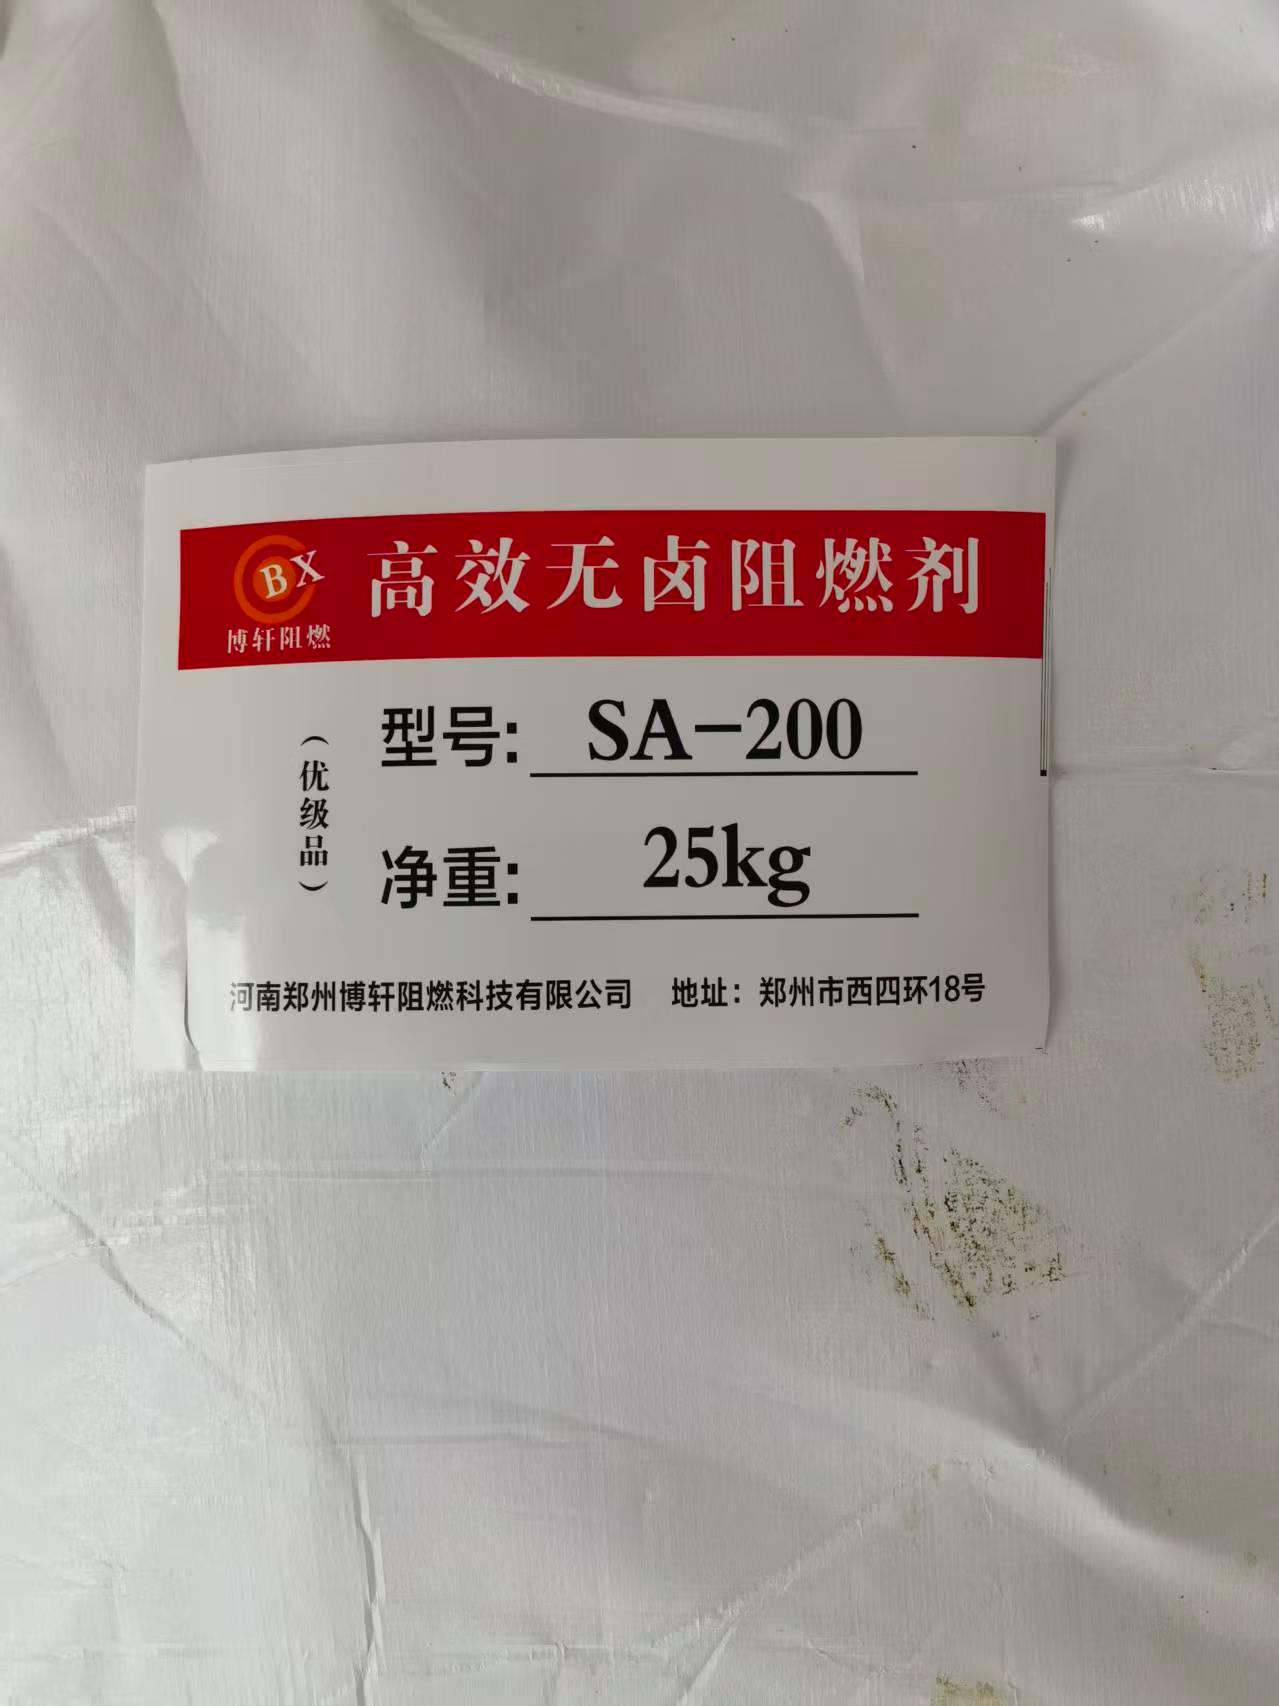 BX
博轩阻燃
高效无卤阻燃剂
（优级品）
型号: SA-200
净重: 25kg
河南郑州博轩阻燃科技有限公司 地址：郑州市西四环18号